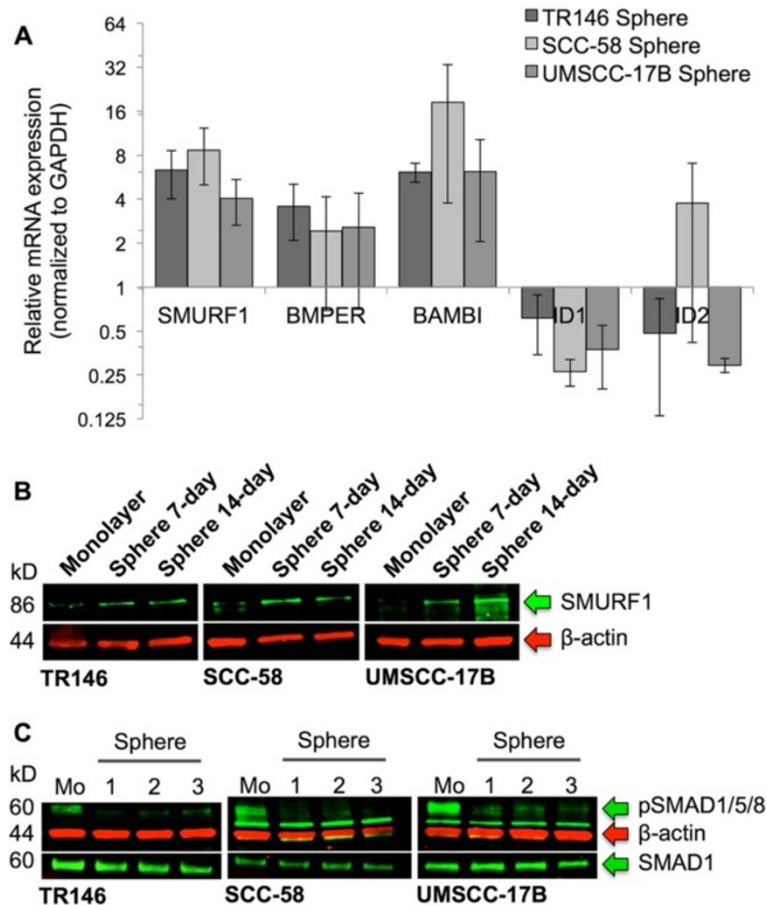 A
TR146 Sphere
SCC-58 Sphere
UMSCC-17B Sphere
Relative mRNA expression
(normalized to GAPDH)
64
32
16
8
4
2
1
0.5
0.25
0.125
SMURF1 BMPER BAMBI ID1 ID2
B
Monolayer Sphere 7-day Sphere 14-day Monolayer Sphere 7-day Sphere 14-day Monolayer Sphere 7-day Sphere 14-day
kD
86 SMURF1
44 β-actin
TR146 SCC-58 UMSCC-17B
C
Sphere Sphere Sphere
kD
Mo 1 2 3 Mo 1 2 3 Mo 1 2 3
60 pSMAD1/5/8
44 β-actin
60 SMAD1
TR146 SCC-58 UMSCC-17B